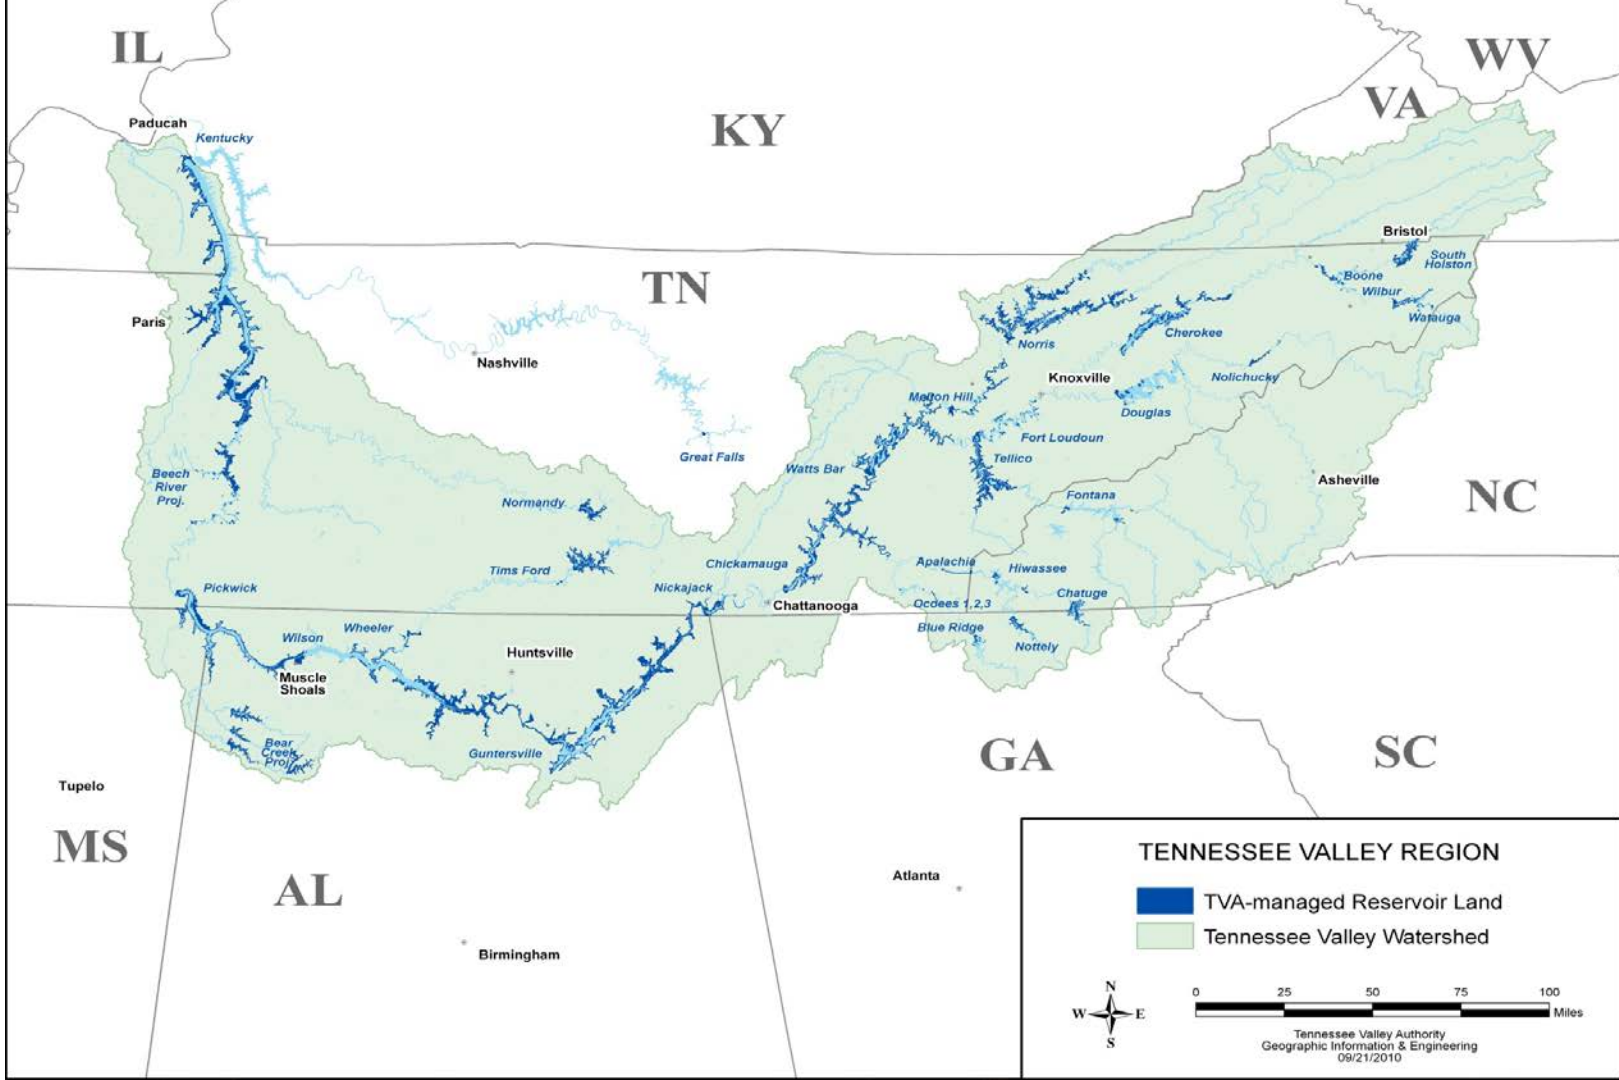 IL
WV
VA
Paducah
KY
Kentucky
Bristol
South
Holston
TN
Boone
Wilbur
Watauga
Paris
Cherokee
Norris
Nashville
Knoxville
Nolichucky
Melton Hill
Douglas
Fort Loudoun
Great Falls
Tellico
Watts Bar
Beech
River
Proj.
Asheville
NC
Fontana
Normandy
Apalachia
Chickamauga
Hiwassee
Tims Ford
Nickajack
Pickwick
Chatuge
Ocoees 1,2,3
Chattanooga
Blue Ridge
Wilson
Wheeler
Nottely
Huntsville
Muscle
Shoals
Bear
Creek
Proj.
Guntersville
GA
SC
Tupelo
MS
AL
Atlanta
Birmingham
TENNESSEE VALLEY REGION
TVA-managed Reservoir Land
Tennessee Valley Watershed
N
W E
S
0 25 50 75 100
Miles
Tennessee Valley Authority
Geographic Information & Engineering
09/21/2010